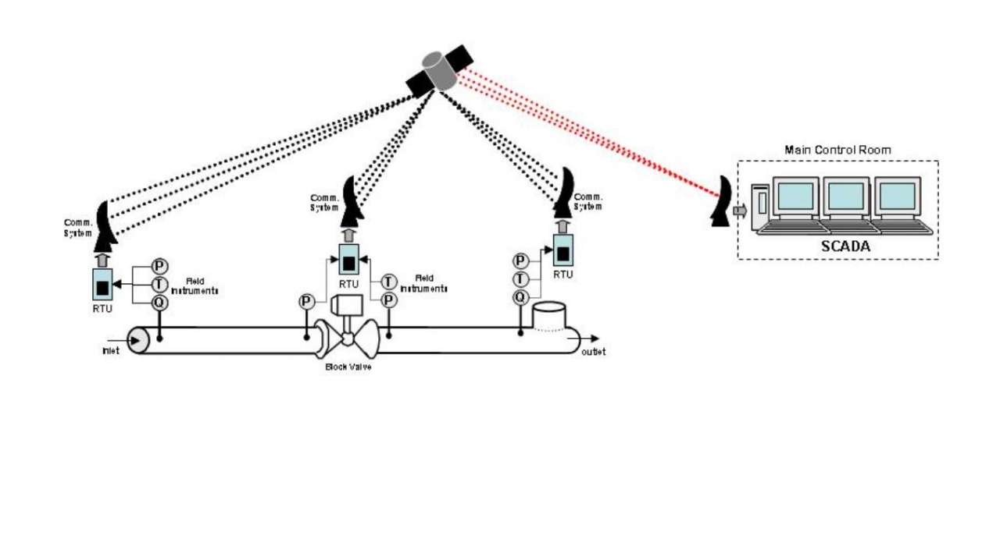 Main Control Room
SCADA
Comm.
System
Comm.
System
Comm.
System
P
T
Q
Field
Instruments
RTU
P
RTU
T
P
Field
Instruments
P
T
Q
RTU
Inlet
Block Valve
outlet